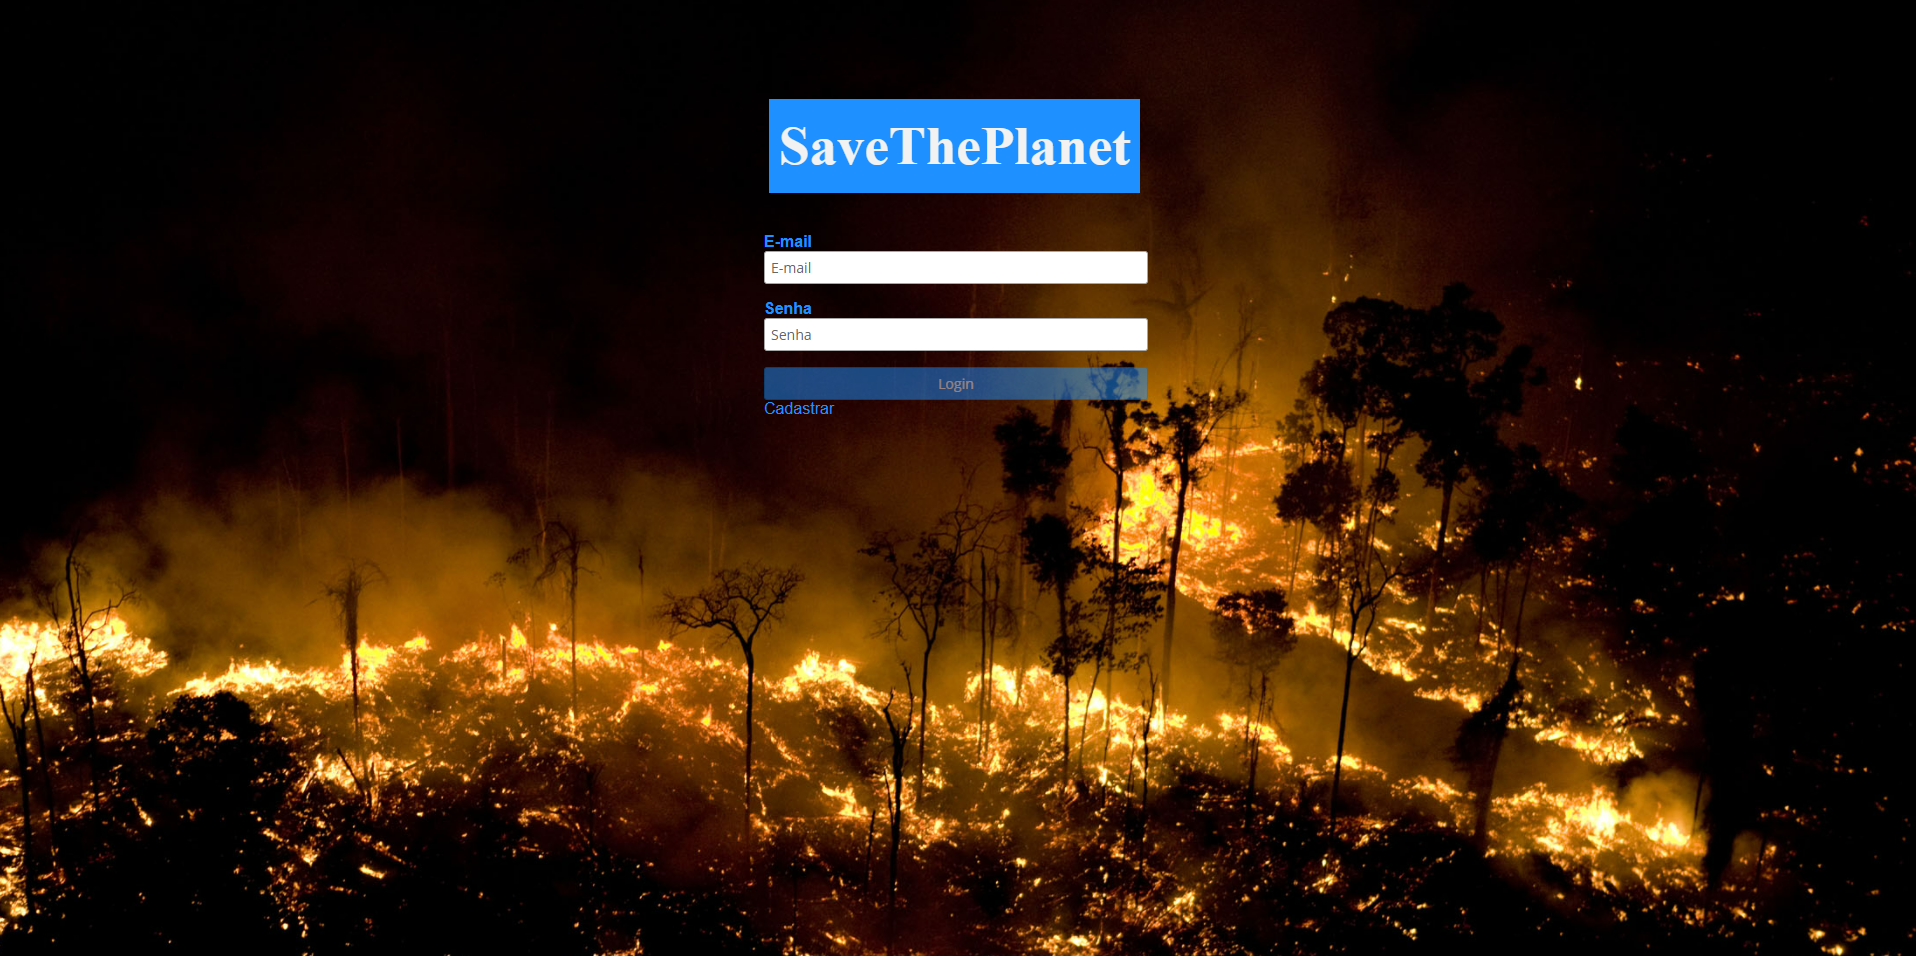 SaveThePlanet
E-mail
E-mail
Senha
Senha
Login
Cadastrar